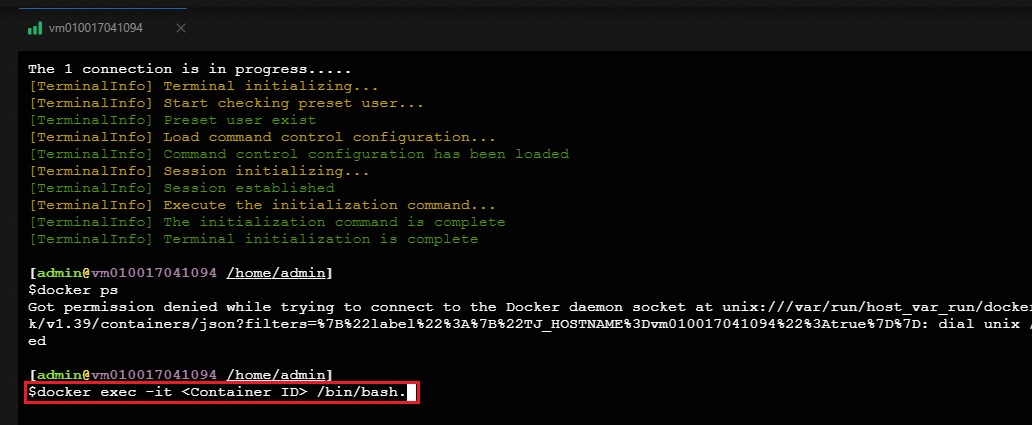 vm010017041094
The 1 connection is in progress.....
[TerminalInfo] Terminal initializing...
[TerminalInfo] Start checking preset user...
[TerminalInfo] Preset user exist
[TerminalInfo] Load command control configuration...
[TerminalInfo] Command control configuration has been loaded
[TerminalInfo] Session initializing...
[TerminalInfo] Session established
[TerminalInfo] Execute the initialization command...
[TerminalInfo] The initialization command is complete
[TerminalInfo] Terminal initialization is complete
[admin@vm010017041094 /home/admin]
$docker ps
Got permission denied while trying to connect to the Docker daemon socket at unix:///var/run/host_var_run/docke
k/v1.39/containers/json?filters=%7B%22label%22%3A%7B%22TJ_HOSTNAME%3Dvm010017041094%22%3Atrue%7D%7D: dial unix /
ed
[admin@vm010017041094 /home/admin]
$docker exec -it <Container ID> /bin/bash.